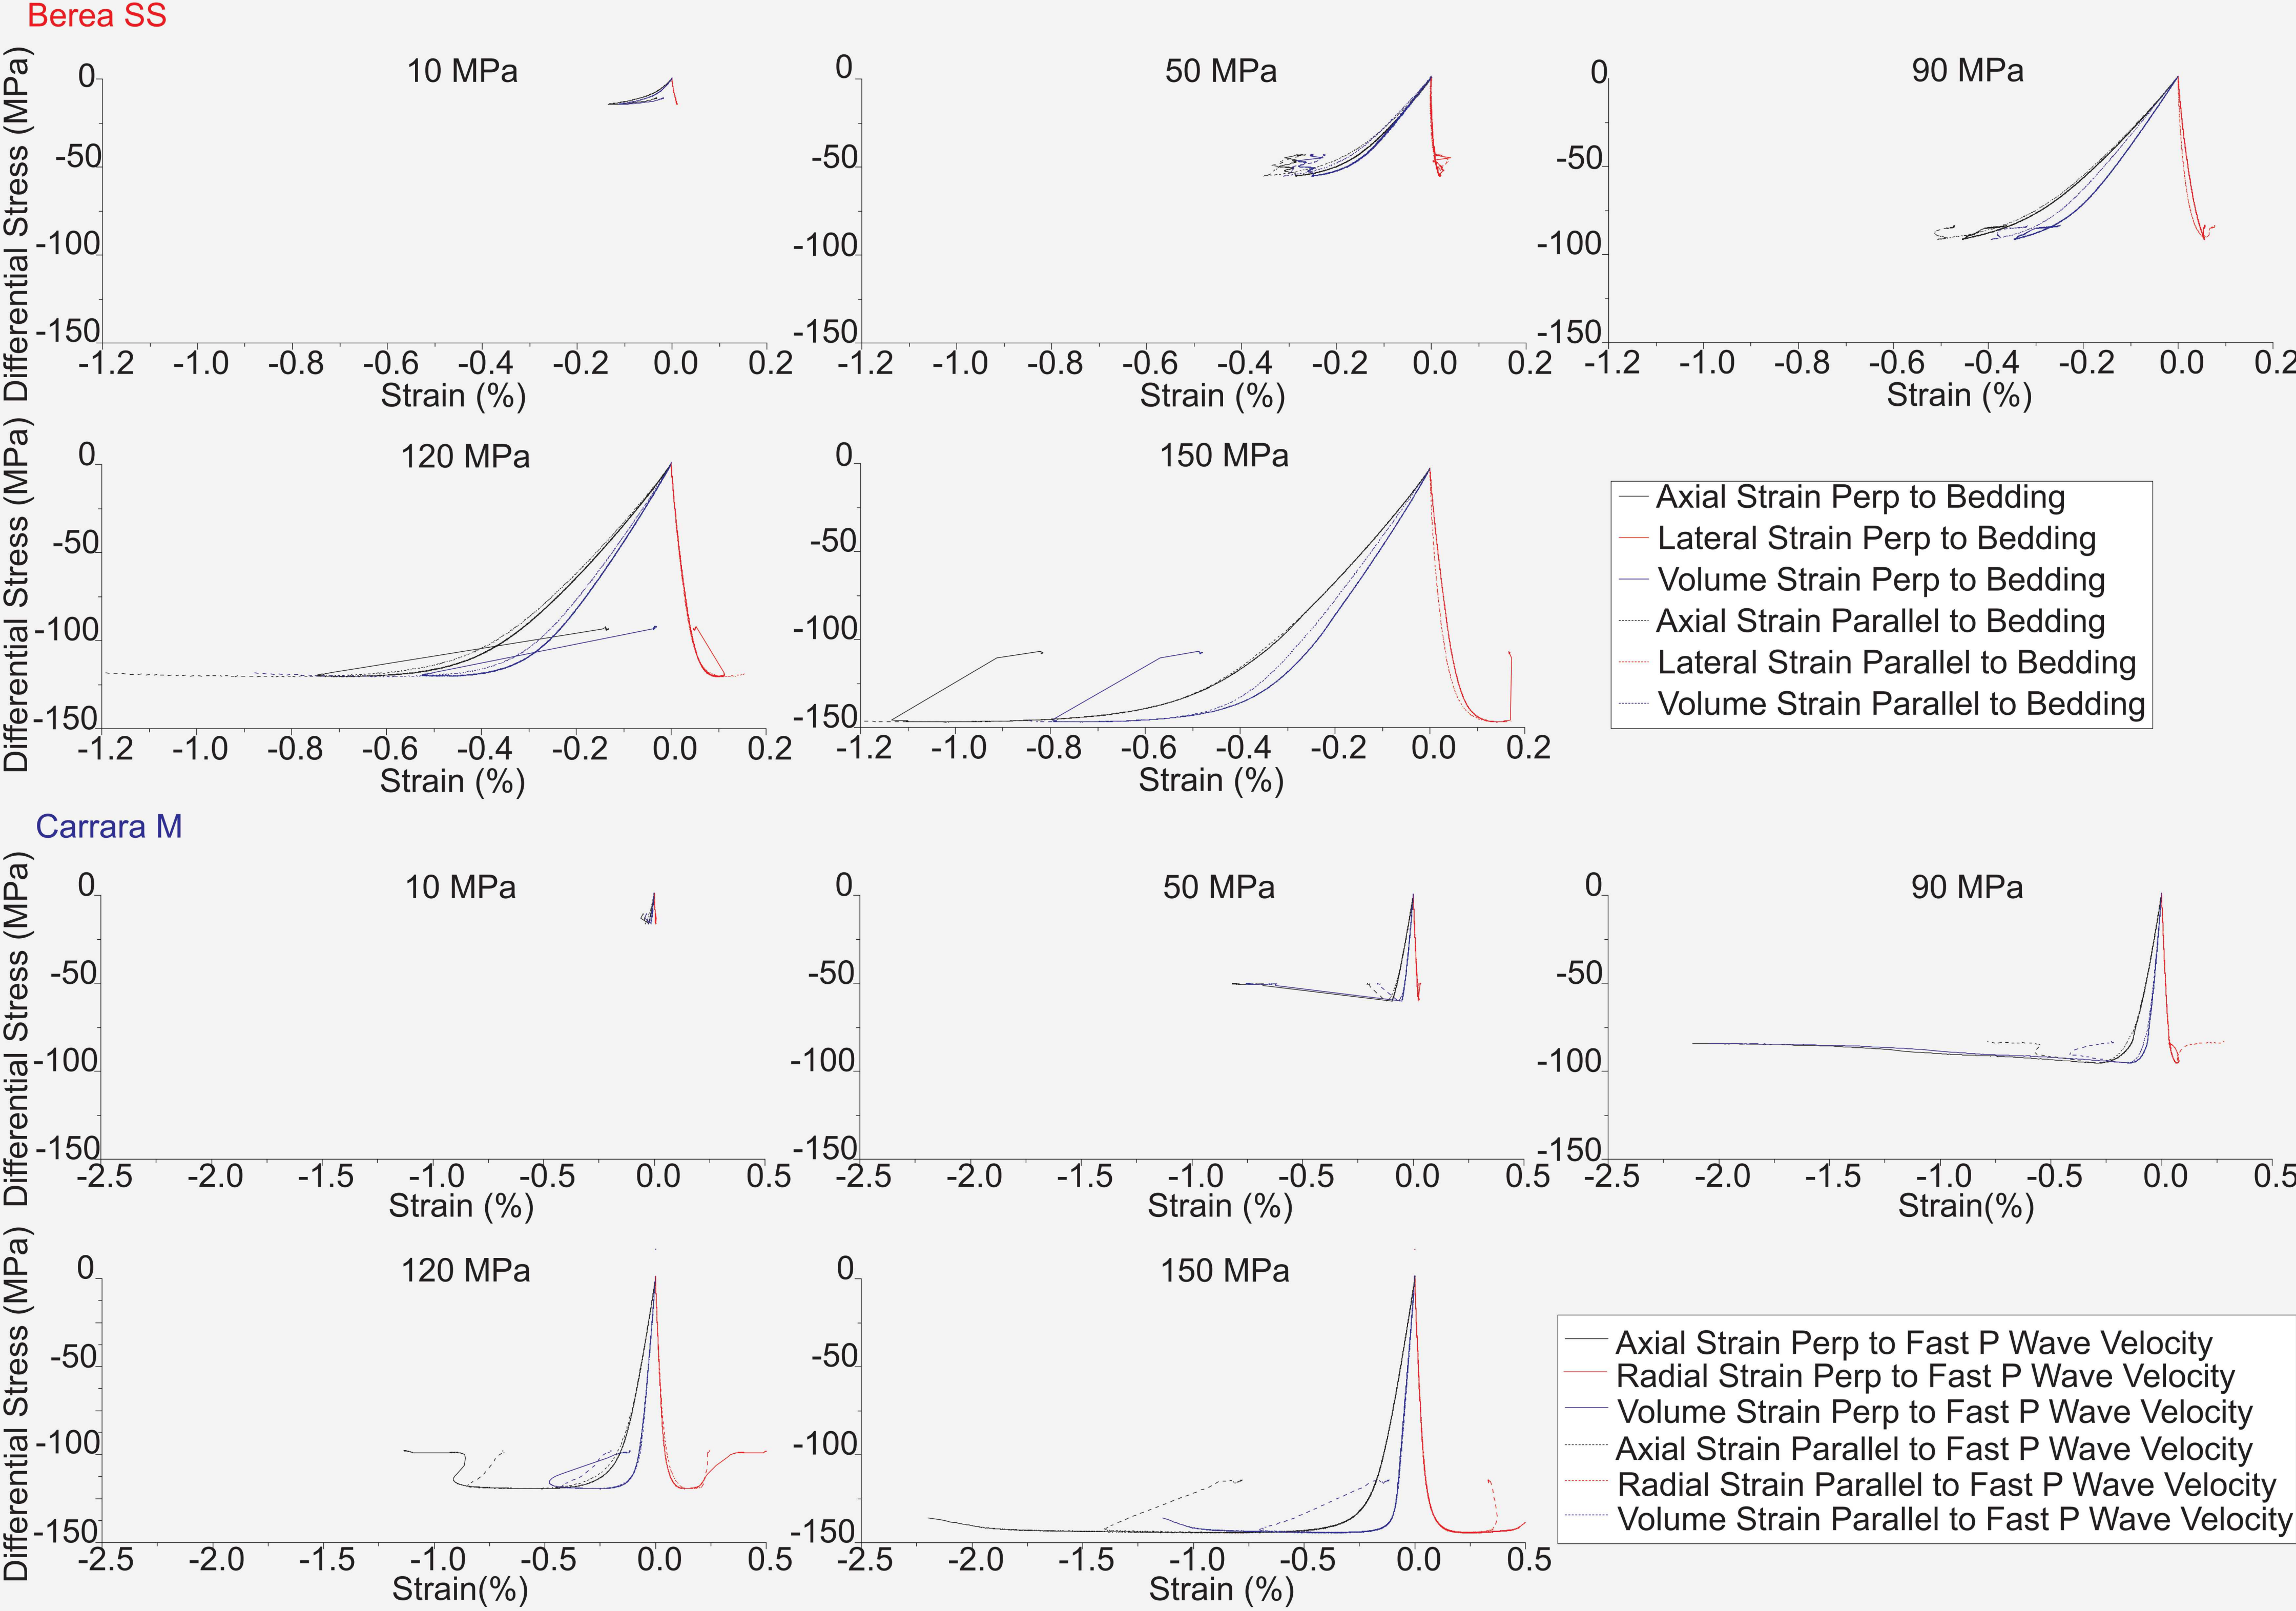 Berea SS
Differential Stress (MPa)
10 MPa
0
-50
-100
-150
-1.2 -1.0 -0.8 -0.6 -0.4 -0.2 0.0 0.2
Strain (%)
50 MPa
0
-50
-100
-150
-1.2 -1.0 -0.8 -0.6 -0.4 -0.2 0.0 0.2
Strain (%)
90 MPa
0
-50
-100
-150
-1.2 -1.0 -0.8 -0.6 -0.4 -0.2 0.0 0.2
Strain (%)
Differential Stress (MPa)
120 MPa
0
-50
-100
-150
-1.2 -1.0 -0.8 -0.6 -0.4 -0.2 0.0 0.2
Strain (%)
150 MPa
0
-50
-100
-150
-1.2 -1.0 -0.8 -0.6 -0.4 -0.2 0.0 0.2
Strain (%)
Axial Strain Perp to Bedding
Lateral Strain Perp to Bedding
Volume Strain Perp to Bedding
Axial Strain Parallel to Bedding
Lateral Strain Parallel to Bedding
Volume Strain Parallel to Bedding
Carrara M
Differential Stress (MPa)
10 MPa
0
-50
-100
-150
-2.5 -2.0 -1.5 -1.0 -0.5 0.0 0.5
Strain (%)
50 MPa
0
-50
-100
-150
-2.5 -2.0 -1.5 -1.0 -0.5 0.0 0.5
Strain (%)
90 MPa
0
-50
-100
-150
-2.5 -2.0 -1.5 -1.0 -0.5 0.0 0.5
Strain(%)
Differential Stress (MPa)
120 MPa
0
-50
-100
-150
-2.5 -2.0 -1.5 -1.0 -0.5 0.0 0.5
Strain(%)
150 MPa
0
-50
-100
-150
-2.5 -2.0 -1.5 -1.0 -0.5 0.0 0.5
Strain (%)
Axial Strain Perp to Fast P Wave Velocity
Radial Strain Perp to Fast P Wave Velocity
Volume Strain Perp to Fast P Wave Velocity
Axial Strain Parallel to Fast P Wave Velocity
Radial Strain Parallel to Fast P Wave Velocity
Volume Strain Parallel to Fast P Wave Velocity